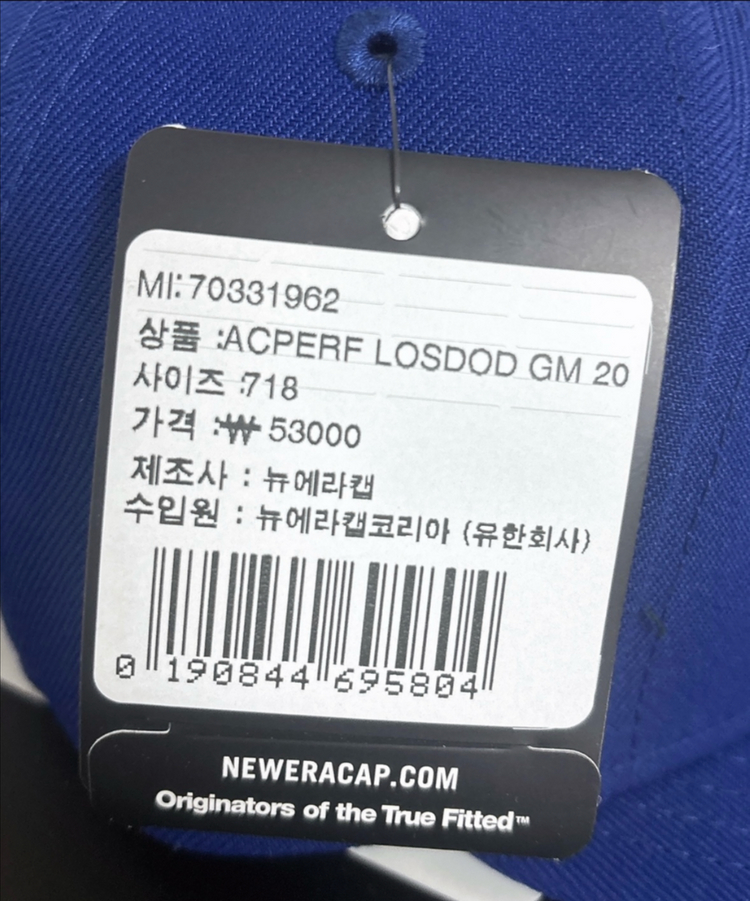 MI:70331962
상품 :ACPERF LOSDOD GM 20
사이즈 :718
가격 :₩ 53000
제조사 : 뉴에라캡
수입원 : 뉴에라캡코리아 (유한회사)
0 190844 695804
NEWERACAP.COM
Originators of the True Fitted™